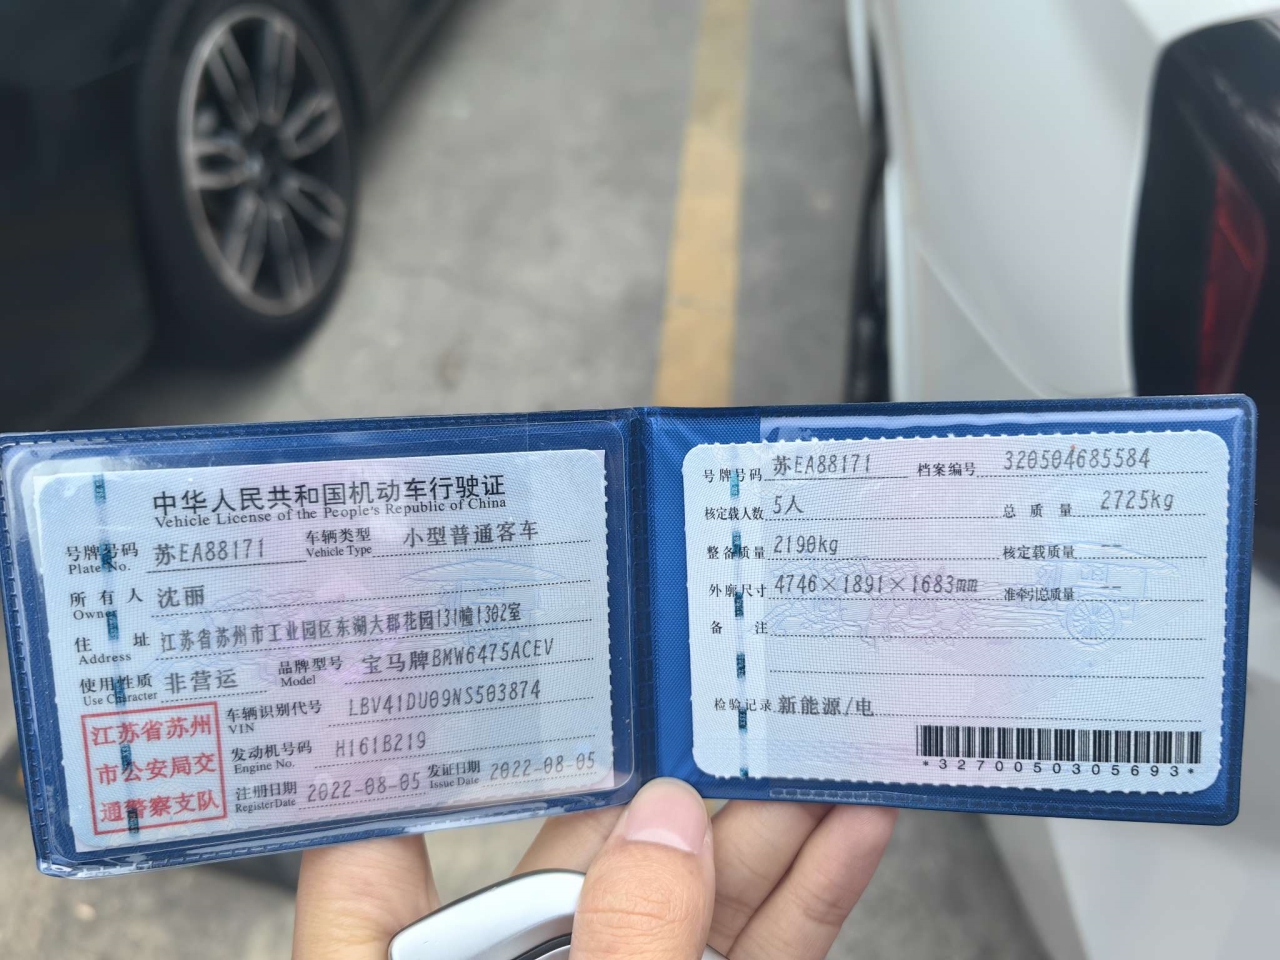 中华人民共和国机动车行驶证
Vehicle License of the People's Republic of China
号牌号码 苏EA88171 车辆类型 小型普通客车
Plate No. Vehicle Type
所有人 沈丽
Owner
住址 江苏省苏州市工业园区东湖大郡花园131幢1302室
Address
使用性质 非营运 品牌型号 宝马牌BMW6475ACEV
Use Character Model
江苏省苏州
市公安局交
通警察支队
车辆识别代号 LBV41DU09NS503874
VIN
发动机号码 H161B219
Engine No.
注册日期 2022-08-05 发证日期 2022-08-05
Register Date Issue Date
号牌号码 苏EA88171 档案编号 320504685584
核定载人数 5人 总质量 2725kg
整备质量 2190kg 核定载质量 --
外廓尺寸 4746×1891×1683mm 准牵引总质量 --
备注
检验记录 新能源/电
*3270050305693*